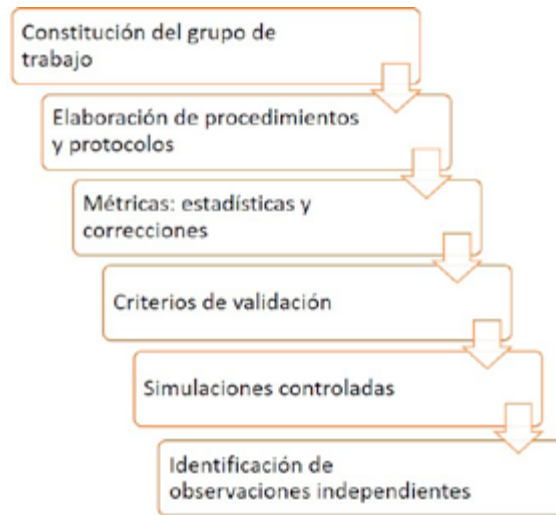 Constitución del grupo de
trabajo
Elaboración de procedimientos
y protocolos
Métricas: estadísticas y
correcciones
Criterios de validación
Simulaciones controladas
Identificación de
observaciones independientes